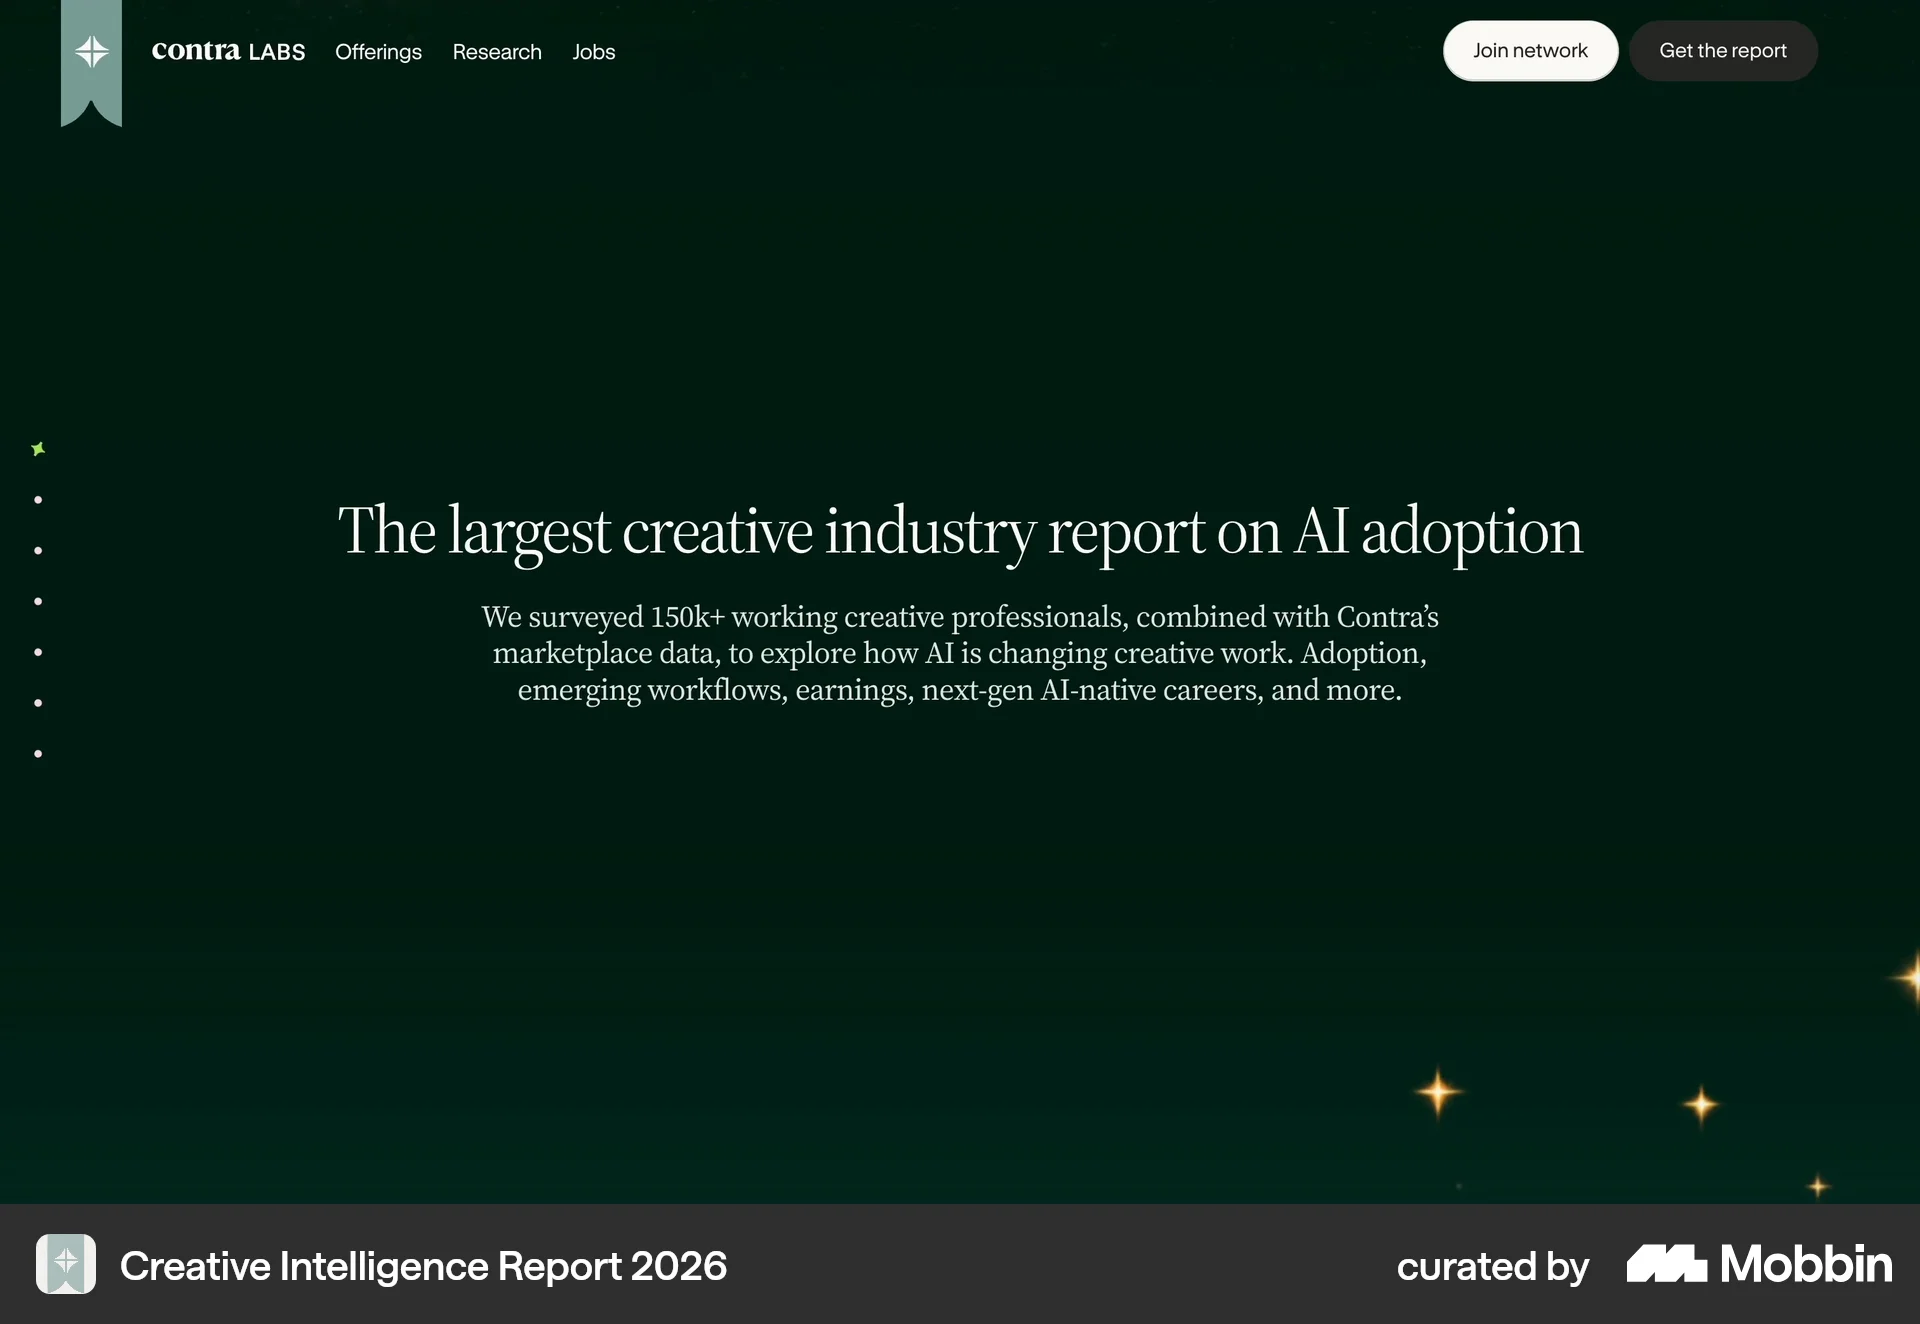 contra LABS
Offerings
Research
Jobs
Join network
Get the report
The largest creative industry report on AI adoption
We surveyed 150k+ working creative professionals, combined with Contra’s
marketplace data, to explore how AI is changing creative work. Adoption,
emerging workflows, earnings, next-gen AI-native careers, and more.
Creative Intelligence Report 2026
curated by
Mobbin